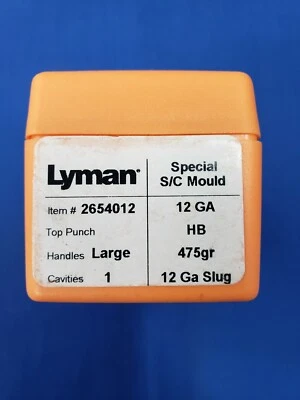 Lyman®
Special
S/C Mould
Item # 2654012
12 GA
Top Punch
HB
Handles Large
475gr
Cavities 1
12 Ga Slug